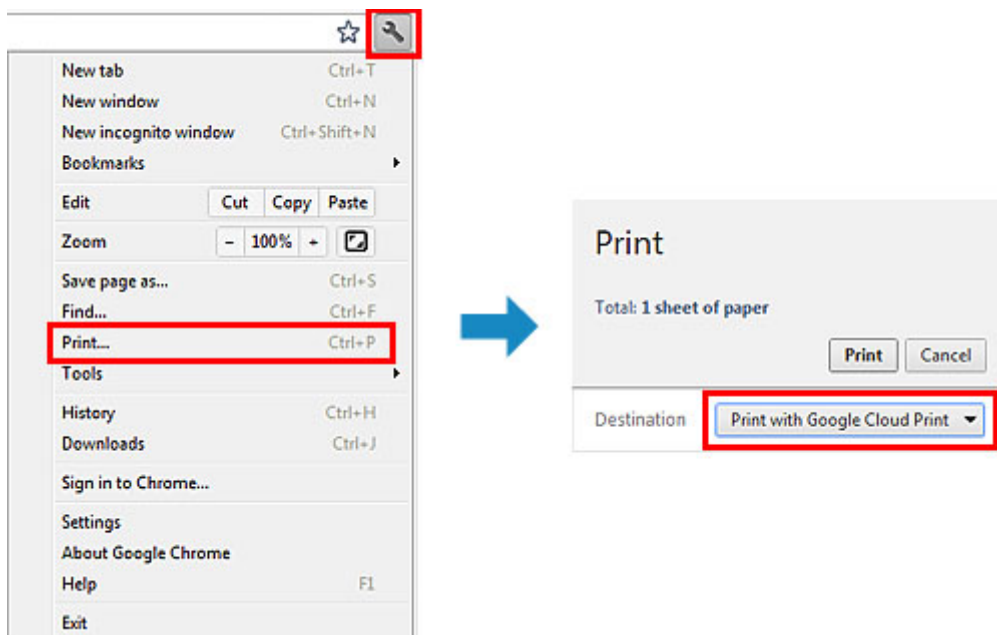 New tab Ctrl+T
New window Ctrl+N
New incognito window Ctrl+Shift+N
Bookmarks
Edit Cut Copy Paste
Zoom - 100% +
Save page as... Ctrl+S
Find... Ctrl+F
Print... Ctrl+P
Tools
History Ctrl+H
Downloads Ctrl+J
Sign in to Chrome...
Settings
About Google Chrome
Help F1
Exit
Print
Total: 1 sheet of paper
Print Cancel
Destination Print with Google Cloud Print